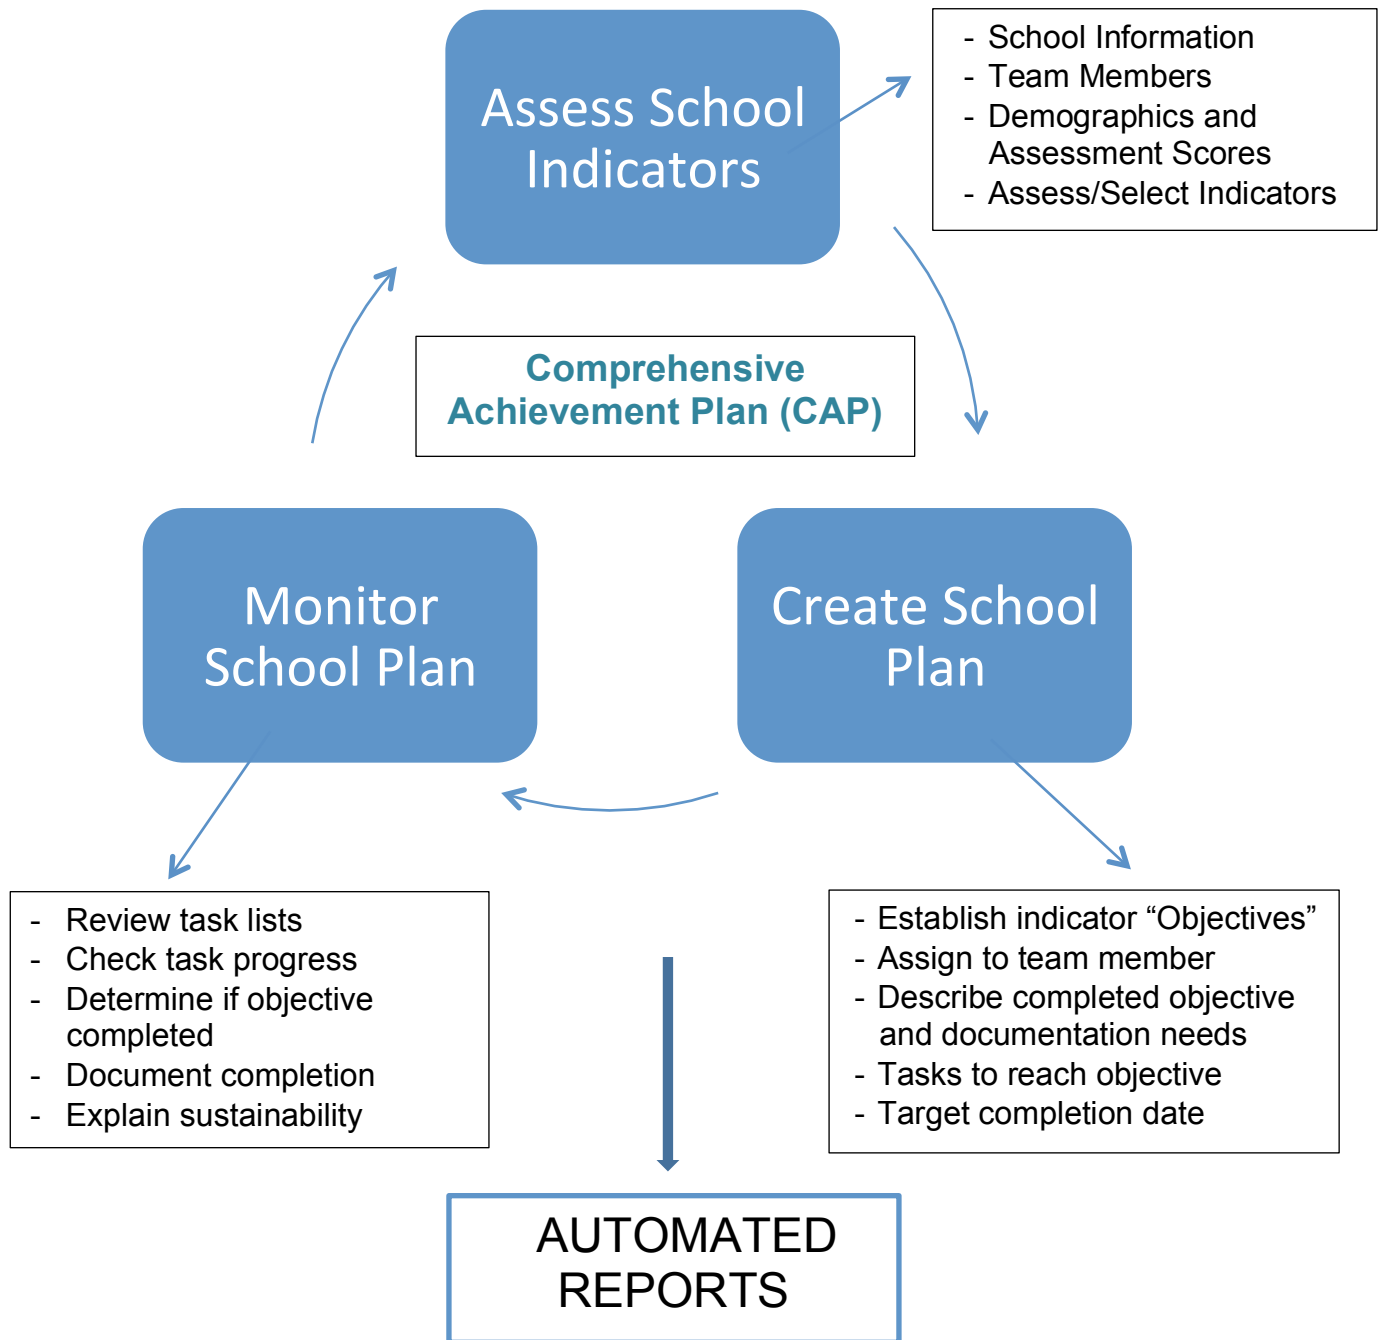 Assess School
Indicators
- School Information
- Team Members
- Demographics and
Assessment Scores
- Assess/Select Indicators
Comprehensive
Achievement Plan (CAP)
Monitor
School Plan
Create School
Plan
- Review task lists
- Check task progress
- Determine if objective
completed
- Document completion
- Explain sustainability
- Establish indicator “Objectives”
- Assign to team member
- Describe completed objective
and documentation needs
- Tasks to reach objective
- Target completion date
AUTOMATED
REPORTS